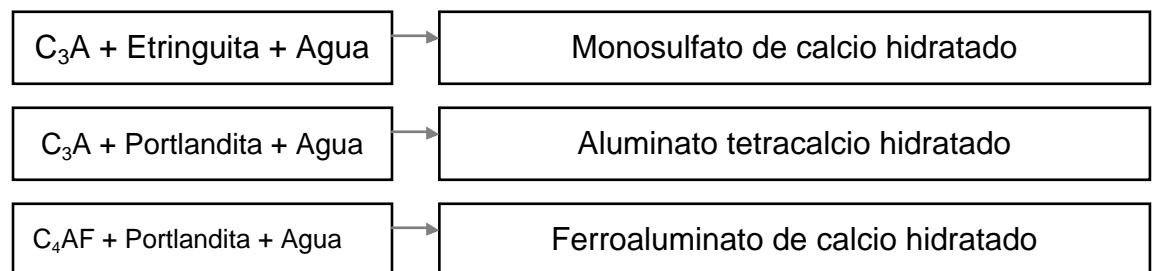 C₃A + Etringuita + Agua
Monosulfato de calcio hidratado
C₃A + Portlandita + Agua
Aluminato tetracalcio hidratado
C₄AF + Portlandita + Agua
Ferroaluminato de calcio hidratado